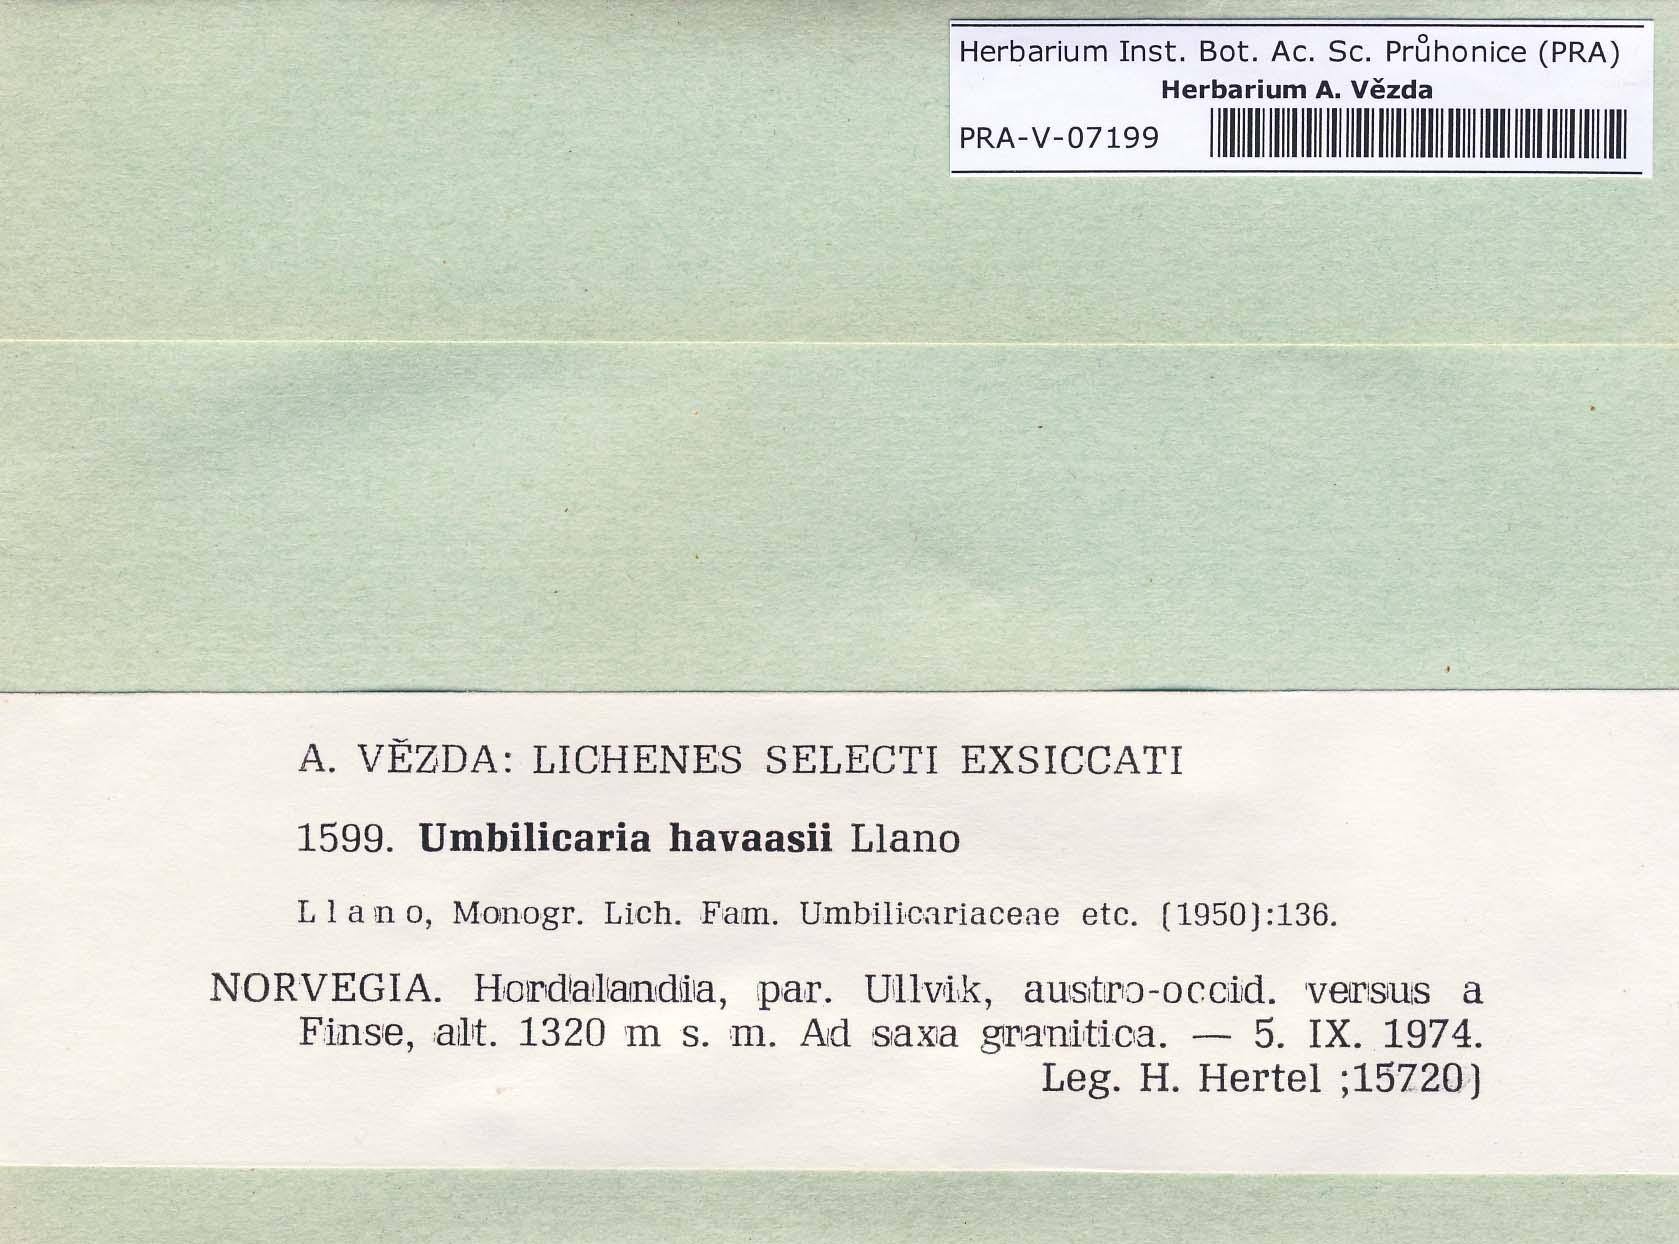 Herbarium Inst. Bot. Ac. Sc. Průhonice (PRA)
Herbarium A. Vězda
PRA-V-07199
A. VĚZDA: LICHENES SELECTI EXSICCATI
1599. Umbilicaria havaasii Llano
Llano, Monogr. Lich. Fam. Umbilicariaceae etc. (1950):136.
NORVEGIA. Hordalandia, par. Ullvik, austro-occid. versus a
Finse, alt. 1320 m s. m. Ad saxa granitica. — 5. IX. 1974.
Leg. H. Hertel ;15720)